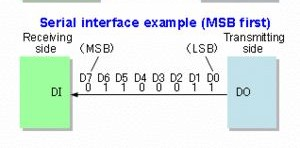 Serial interface example (MSB first)
Receiving side
Transmitting side
(MSB) (LSB)
D7 D6 D5 D4 D3 D2 D1 D0
0 1 1 0 0 0 1 1
DI DO